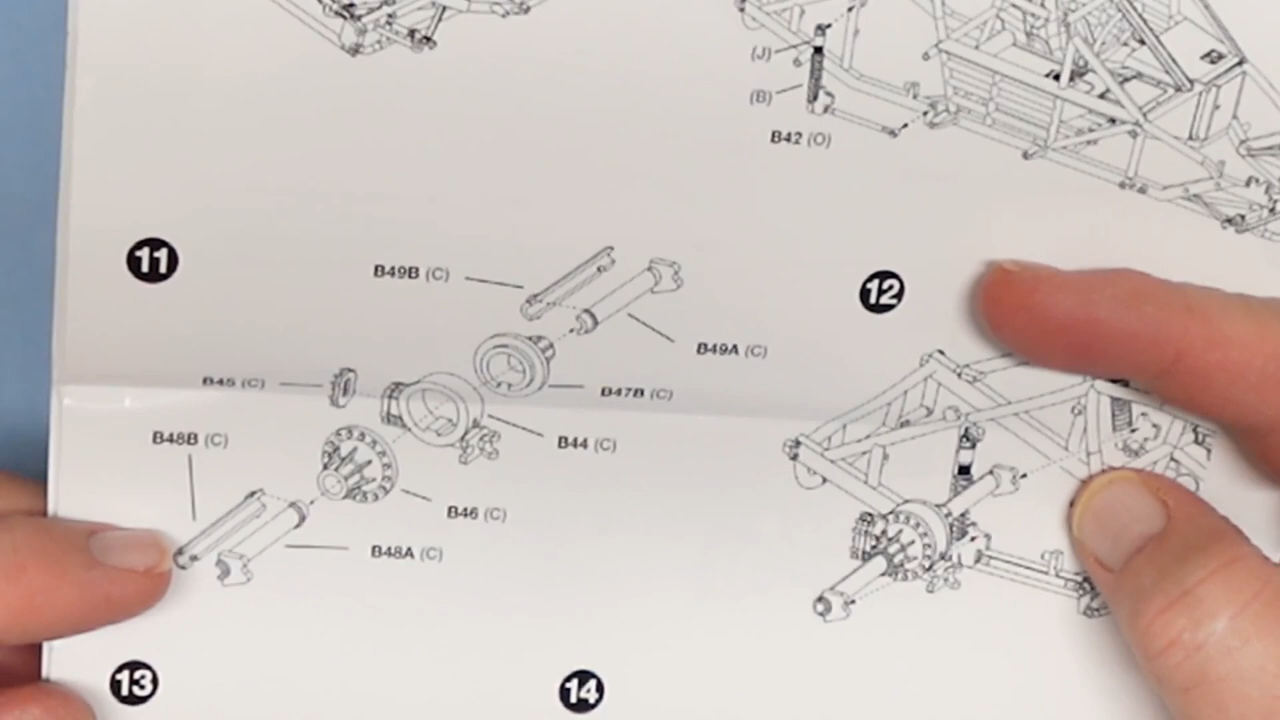 (J)
(B)
B42 (O)
11
B49B (C)
12
B49A (C)
B45 (C)
B47B (C)
B48B (C)
B44 (C)
B46 (C)
B48A (C)
13
14